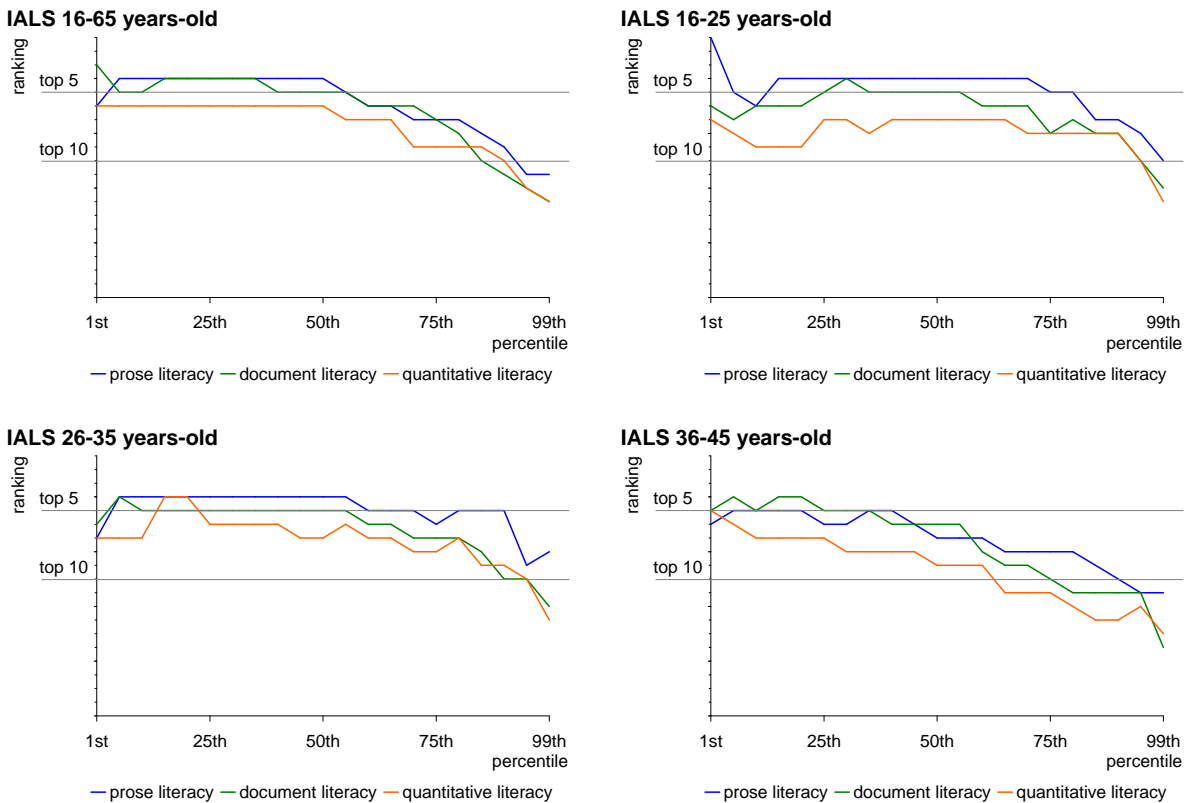 IALS 16-65 years-old
ranking
top 5
top 10
1st 25th 50th 75th 99th
percentile
prose literacy document literacy quantitative literacy
IALS 16-25 years-old
ranking
top 5
top 10
1st 25th 50th 75th 99th
percentile
prose literacy document literacy quantitative literacy
IALS 26-35 years-old
ranking
top 5
top 10
1st 25th 50th 75th 99th
percentile
prose literacy document literacy quantitative literacy
IALS 36-45 years-old
ranking
top 5
top 10
1st 25th 50th 75th 99th
percentile
prose literacy document literacy quantitative literacy